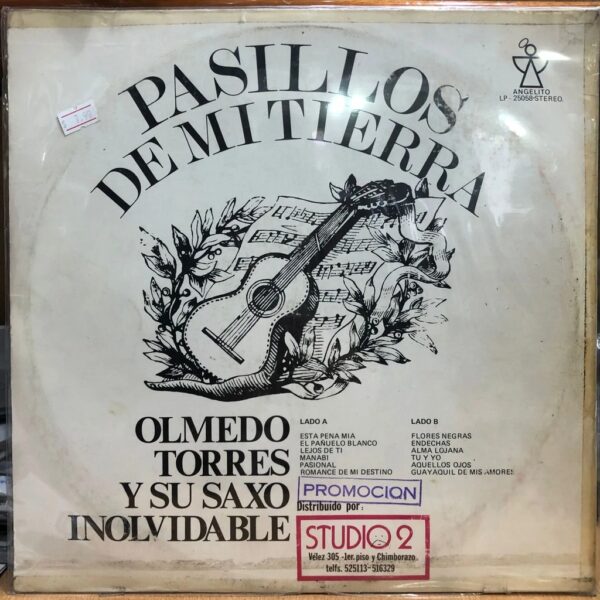 PASILLOS
DE MI TIERRA
ANGELITO
LP - 25058-STEREO.
OLMEDO
TORRES
Y SU SAXO
INOLVIDABLE
LADO A
ESTA PENA MIA
EL PAÑUELO BLANCO
LEJOS DE TI
MANABI
PASIONAL
ROMANCE DE MI DESTINO
LADO B
FLORES NEGRAS
ENDECHAS
ALMA LOJANA
TU Y YO
AQUELLOS OJOS
GUAYAQUIL DE MIS AMORES
PROMOCION
Distribuido por:
STUDIO 2
Vélez 305 -1er. piso y Chimborazo
telfs. 525113-516329